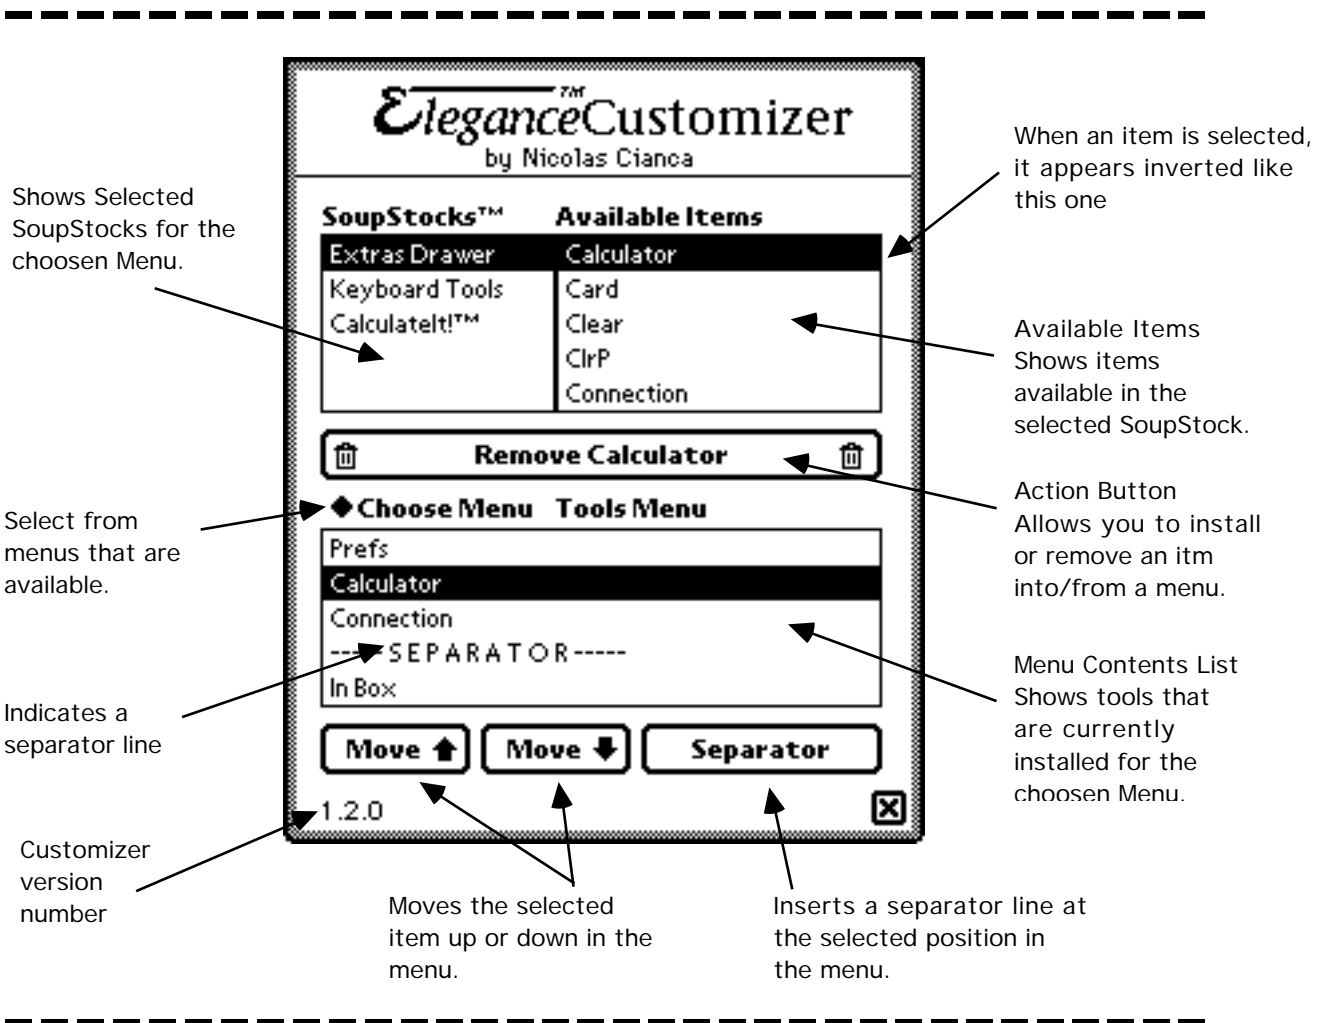 Elegance™Customizer
by Nicolas Cianca
When an item is selected,
it appears inverted like
this one
Shows Selected
SoupStocks for the
choosen Menu.
SoupStocks™ Available Items
Extras Drawer Calculator
Keyboard Tools Card
CalculateIt!™ Clear
ClrP
Connection
Available Items
Shows items
available in the
selected SoupStock.
Remove Calculator
Action Button
Allows you to install
or remove an itm
into/from a menu.
Select from
menus that are
available.
◆Choose Menu Tools Menu
Prefs
Calculator
Connection
-----SEPARATOR-----
In Box
Menu Contents List
Shows tools that
are currently
installed for the
choosen Menu.
Indicates a
separator line
Move Move Separator
1.2.0
Customizer
version
number
Moves the selected
item up or down in the
menu.
Inserts a separator line at
the selected position in
the menu.